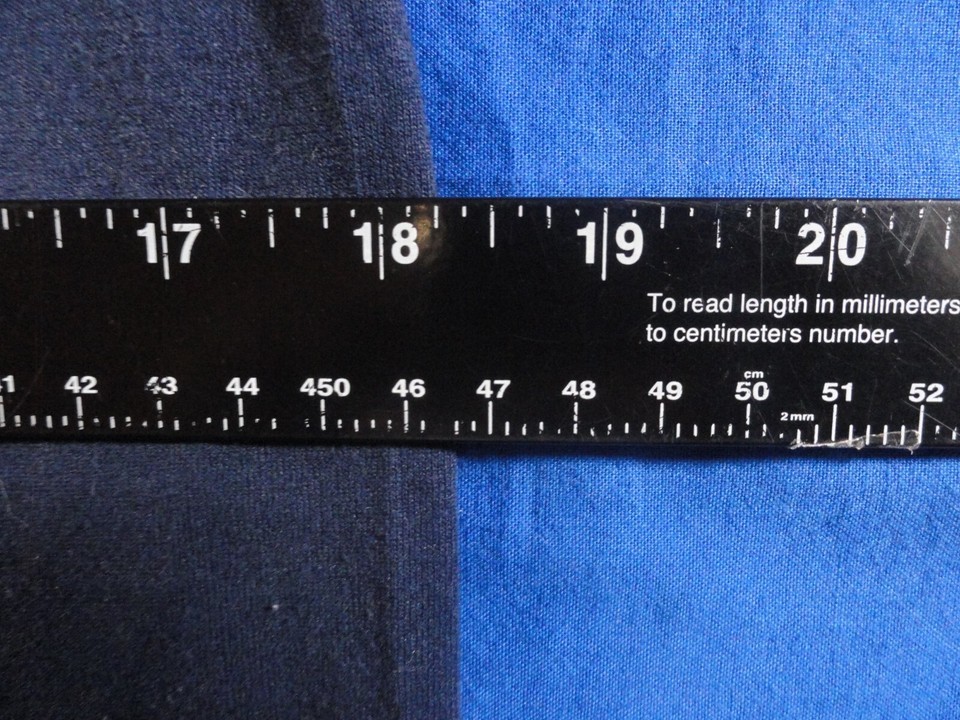 17 18 19 20
To read length in millimeters
to centimeters number.
cm
42 43 44 450 46 47 48 49 50 51 52
2mm